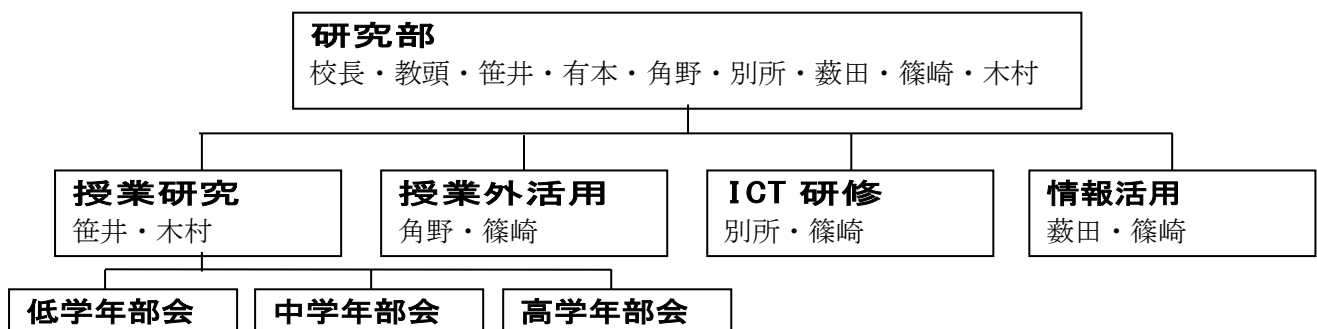 研究部
校長・教頭・笹井・有本・角野・別所・薮田・篠崎・木村
授業研究
笹井・木村
授業外活用
角野・篠崎
ICT 研修
別所・篠崎
情報活用
薮田・篠崎
低学年部会
中学年部会
高学年部会